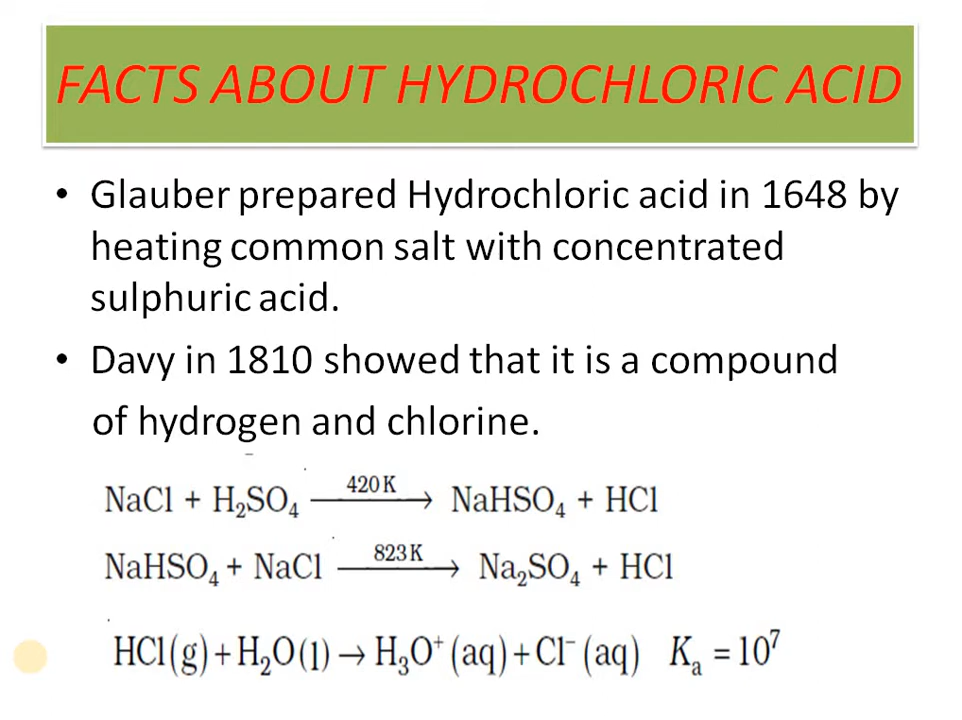 FACTS ABOUT HYDROCHLORIC ACID
• Glauber prepared Hydrochloric acid in 1648 by
heating common salt with concentrated
sulphuric acid.
• Davy in 1810 showed that it is a compound
of hydrogen and chlorine.
NaCl + H₂SO₄ —420 K→ NaHSO₄ + HCl
NaHSO₄ + NaCl —823 K→ Na₂SO₄ + HCl
HCl(g) + H₂O(l) → H₃O⁺(aq) + Cl⁻(aq) Kₐ = 10⁷